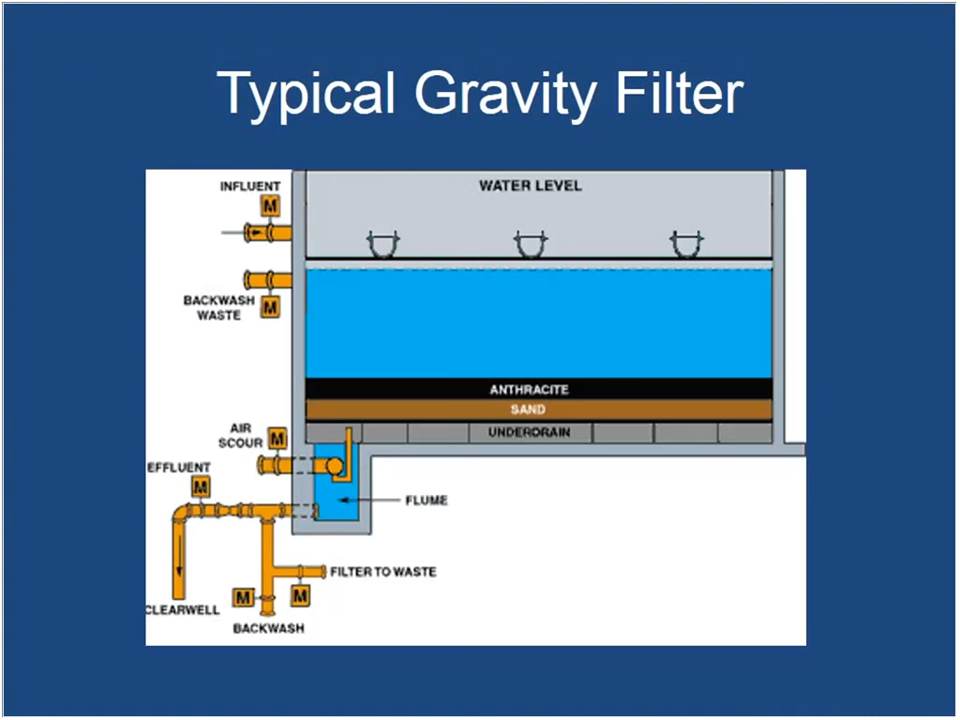 Typical Gravity Filter
INFLUENT
M
WATER LEVEL
BACKWASH
WASTE
M
ANTHRACITE
SAND
UNDERDRAIN
AIR
SCOUR
M
EFFLUENT
M
FLUME
FILTER TO WASTE
M
M
CLEARWELL
BACKWASH